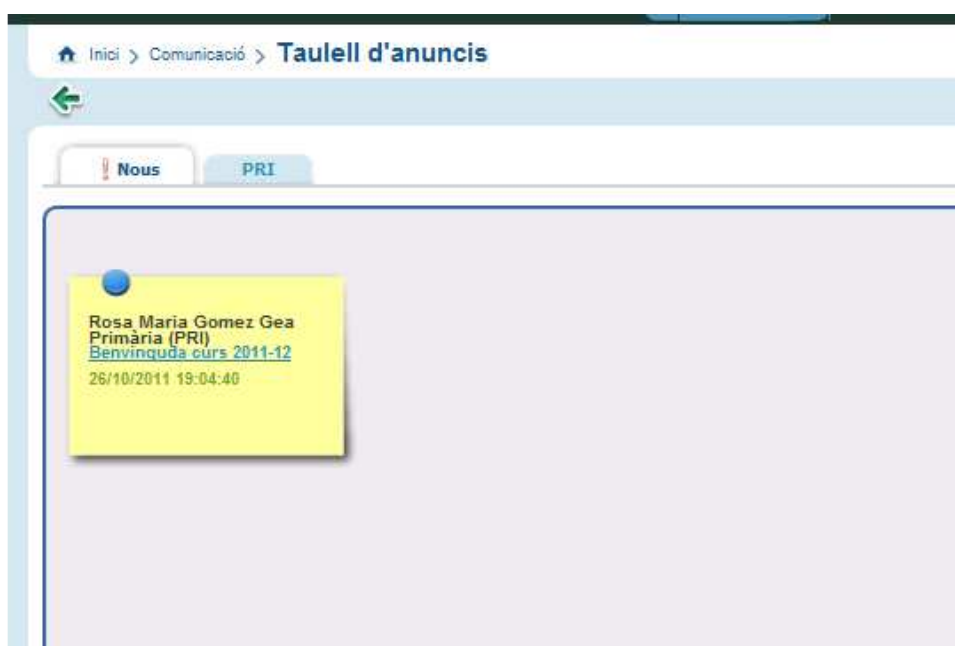 Inici > Comunicació > Taulell d'anuncis
Nous PRI
Rosa Maria Gomez Gea
Primària (PRI)
Benvinguda curs 2011-12
26/10/2011 19:04:40